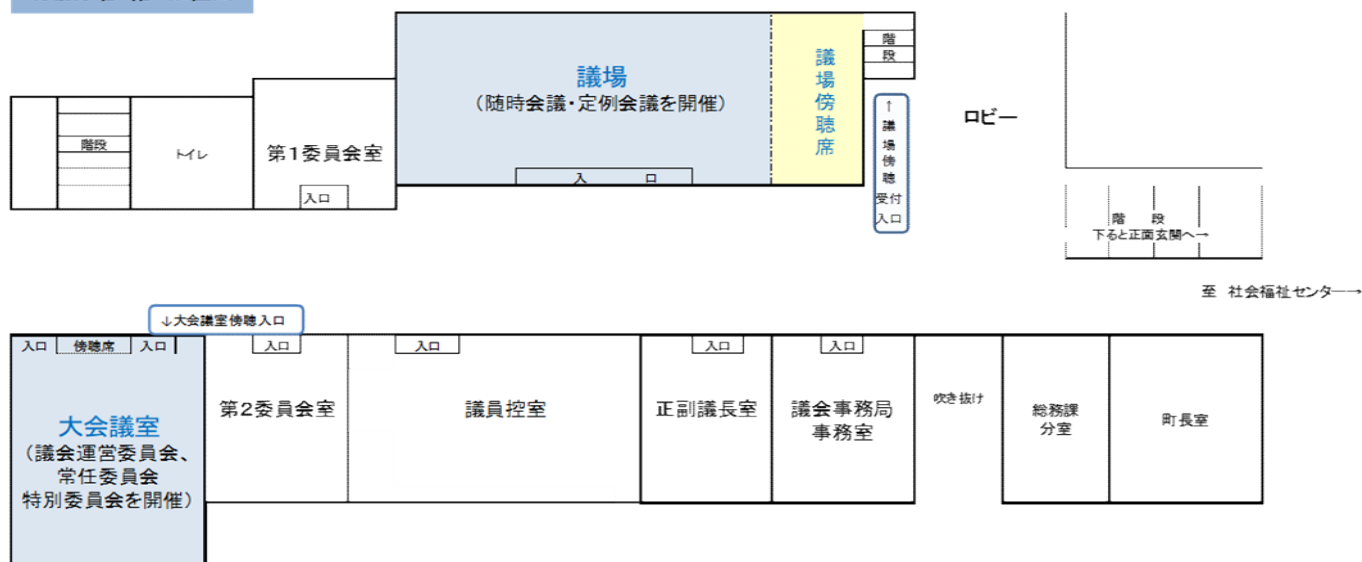 議場
(随時会議・定例会議を開催)
入 口
議場傍聴席
階
段
↑議場傍聴受付入口
ロビー
階段
トイレ
第1委員会室
入口
階 段
下ると正面玄関へ→
至 社会福祉センター→
↓大会議室傍聴入口
入口 傍聴席 入口
大会議室
(議会運営委員会、
常任委員会
特別委員会を開催)
入口
第2委員会室
入口
議員控室
入口
正副議長室
入口
議会事務局
事務室
吹き抜け
総務課
分室
町長室